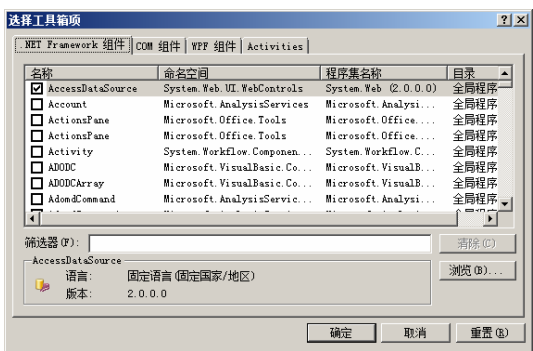 选择工具箱项
.NET Framework 组件 COM 组件 WPF 组件 Activities
名称 命名空间 程序集名称 目录
AccessDataSource System.Web.UI.WebControls System.Web (2.0.0.0) 全局程序
Account Microsoft.AnalysisServices Microsoft.Analysi... 全局程序
ActionsPane Microsoft.Office.Tools Microsoft.Office.... 全局程序
ActionsPane Microsoft.Office.Tools Microsoft.Office.... 全局程序
Activity System.Workflow.Componen... System.Workflow.C... 全局程序
ADODC Microsoft.VisualBasic.Co... Microsoft.VisualB... 全局程序
ADODCArray Microsoft.VisualBasic.Co... Microsoft.VisualB... 全局程序
AdomdCommand Microsoft.AnalysisServic... Microsoft.Analysi... 全局程序
筛选器(F): 清除(C)
AccessDataSource
语言: 固定语言(固定国家/地区) 浏览(B)...
版本: 2.0.0.0
确定 取消 重置(R)